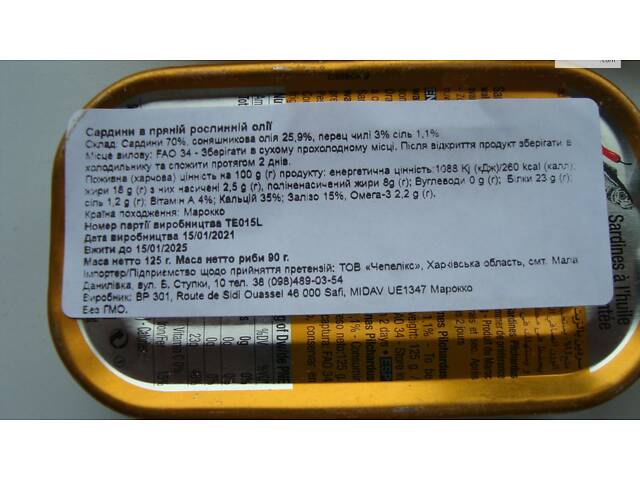 .com
Сардини в пряній рослинній олії
Склад: Сардини 70%, соняшникова олія 25,9%, перец чилі 3% сіль 1,1%
Місце вилову: FAO 34 - Зберігати в сухому прохолодному місці. Після відкриття продукт зберігати в
холодильнику та спожити протягом 2 днів.
Поживна (харчова) цінність на 100 g(г) продукту: енергетична цінність:1088 Kj (кДж)/260 kcal (калл);
жири 18 g(г) з них насичені 2,5 g(г), поліненасичений жири 8g (г); Вуглеводи 0 g (г); Білки 23 g(г);
сіль 1,2 g(г); Вітамін А 4%; Кальцій 35%; Залізо 15%, Омега-3 2,2 g(г).
Країна походження: Марокко
Номер партії виробництва TE015L
Дата виробництва 15/01/2021
Вжити до 15/01/2025
Маса нетто 125 г. Маса нетто риби 90 г.
Імпортер/Підприємство щодо прийняття претензій: ТОВ «Чепелікс», Харківська область, смт. Мала
Данилівка, вул. Б, Ступки, 10 тел. 38 (098)489-03-54
Виробник: BP 301, Route de Sidi Ouassel 46 000 Safi, MIDAV UE1347 Марокко
Без ГМО.
Sardines à l'huile